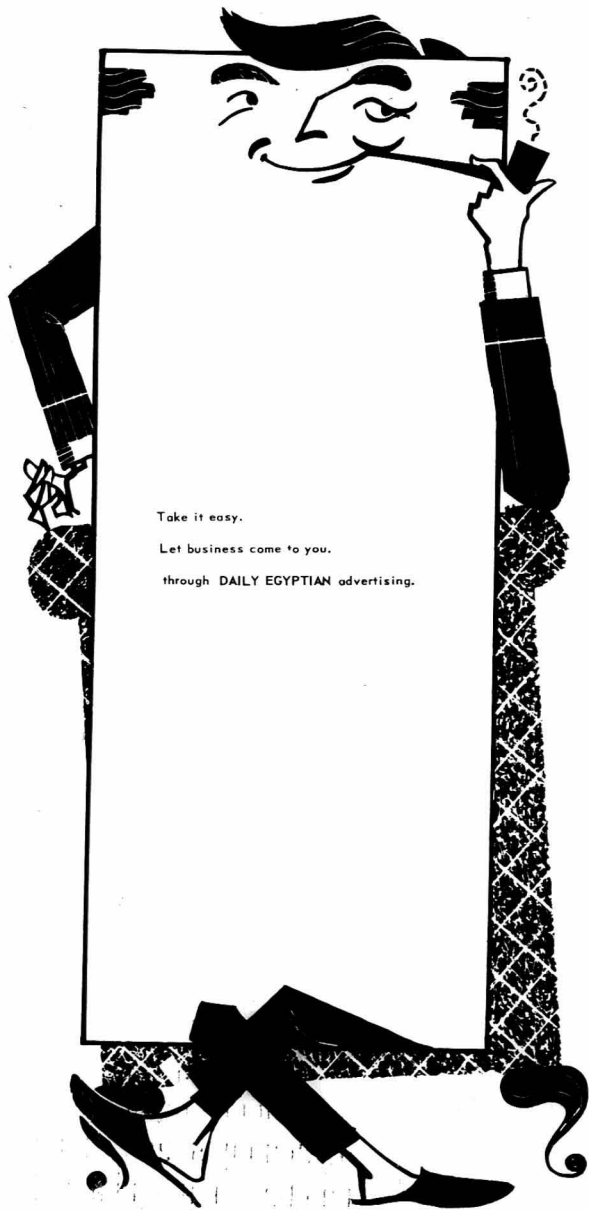 Take it easy.
Let business come to you.
through DAILY EGYPTIAN advertising.